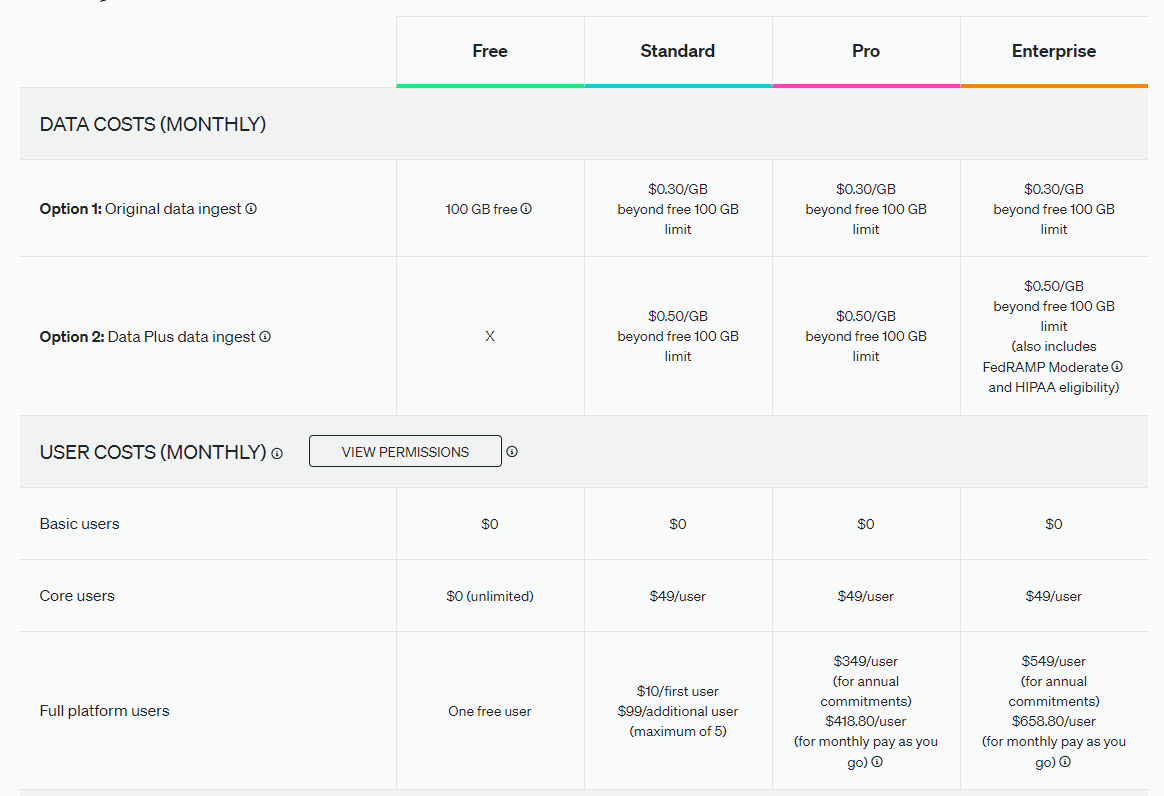 Free Standard Pro Enterprise
DATA COSTS (MONTHLY)
Option 1: Original data ingest
100 GB free
$0.30/GB
beyond free 100 GB
limit
$0.30/GB
beyond free 100 GB
limit
$0.30/GB
beyond free 100 GB
limit
Option 2: Data Plus data ingest
X
$0.50/GB
beyond free 100 GB
limit
$0.50/GB
beyond free 100 GB
limit
$0.50/GB
beyond free 100 GB
limit
(also includes
FedRAMP Moderate
and HIPAA eligibility)
USER COSTS (MONTHLY)
VIEW PERMISSIONS
Basic users
$0
$0
$0
$0
Core users
$0 (unlimited)
$49/user
$49/user
$49/user
Full platform users
One free user
$10/first user
$99/additional user
(maximum of 5)
$349/user
(for annual
commitments)
$418.80/user
(for monthly pay as you
go)
$549/user
(for annual
commitments)
$658.80/user
(for monthly pay as you
go)